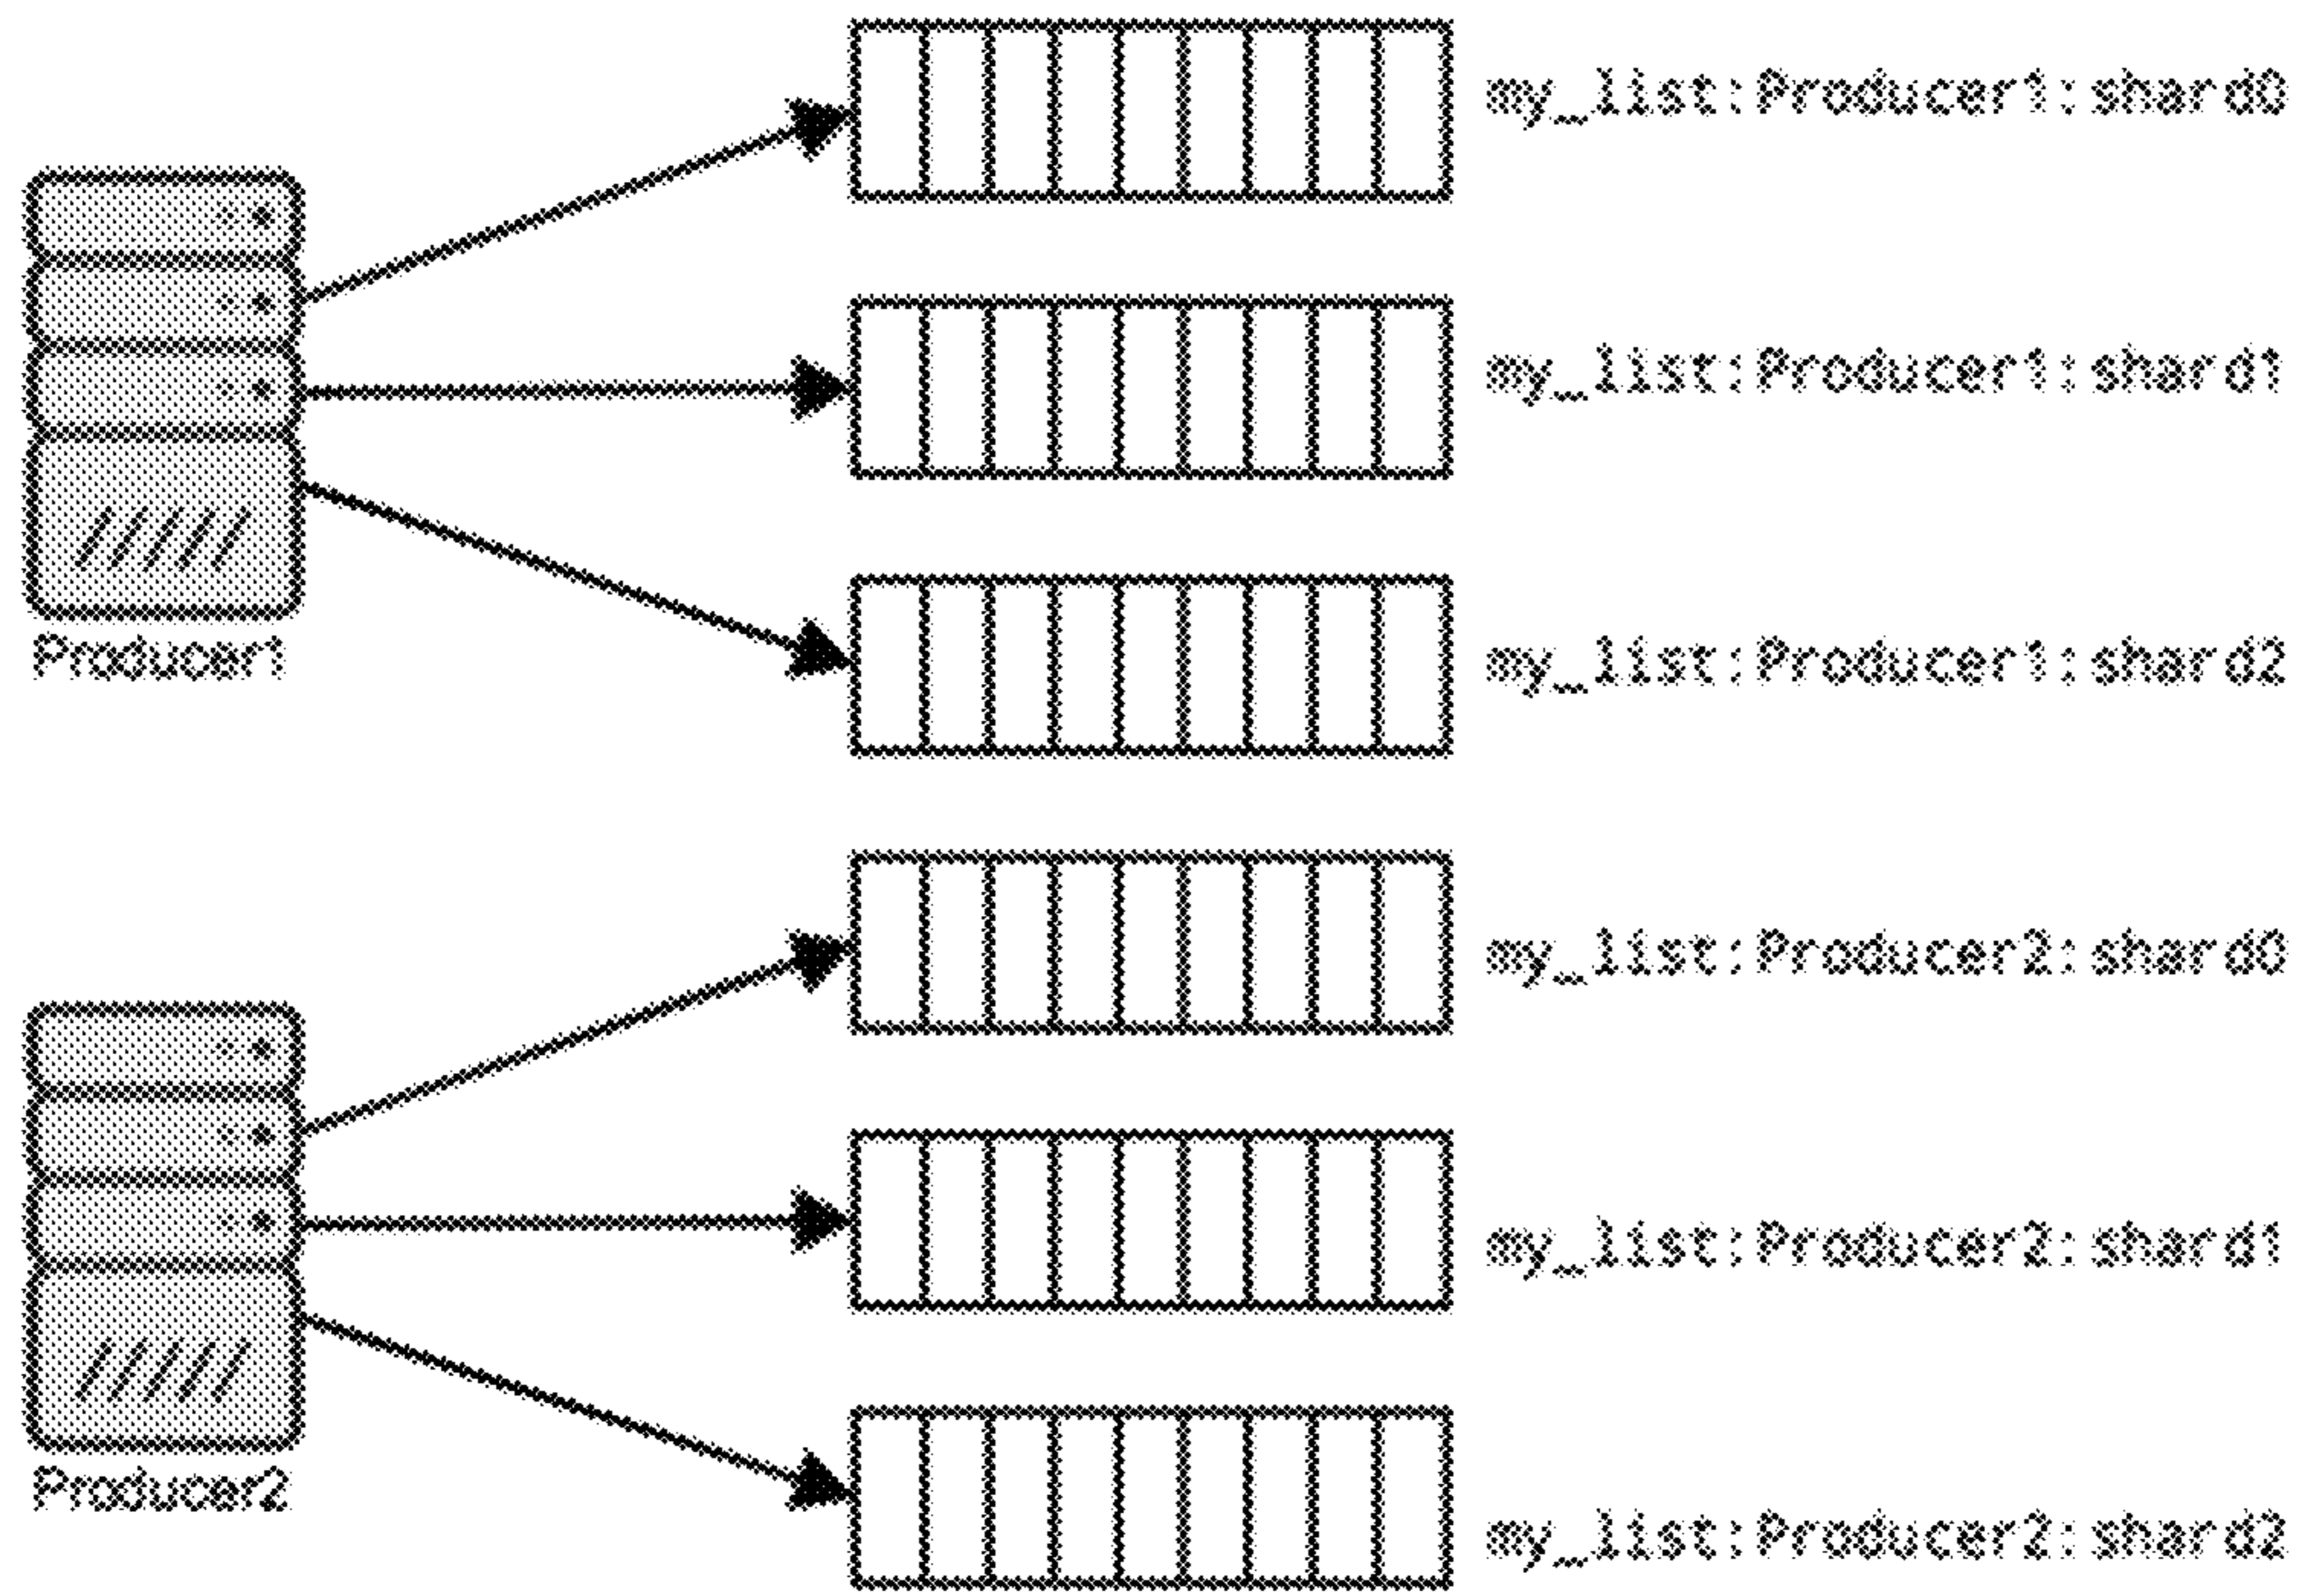 my_list:Producer1:shard0
my_list:Producer1:shard1
Producer1
my_list:Producer1:shard2
my_list:Producer2:shard0
my_list:Producer2:shard1
Producer2
my_list:Producer2:shard2